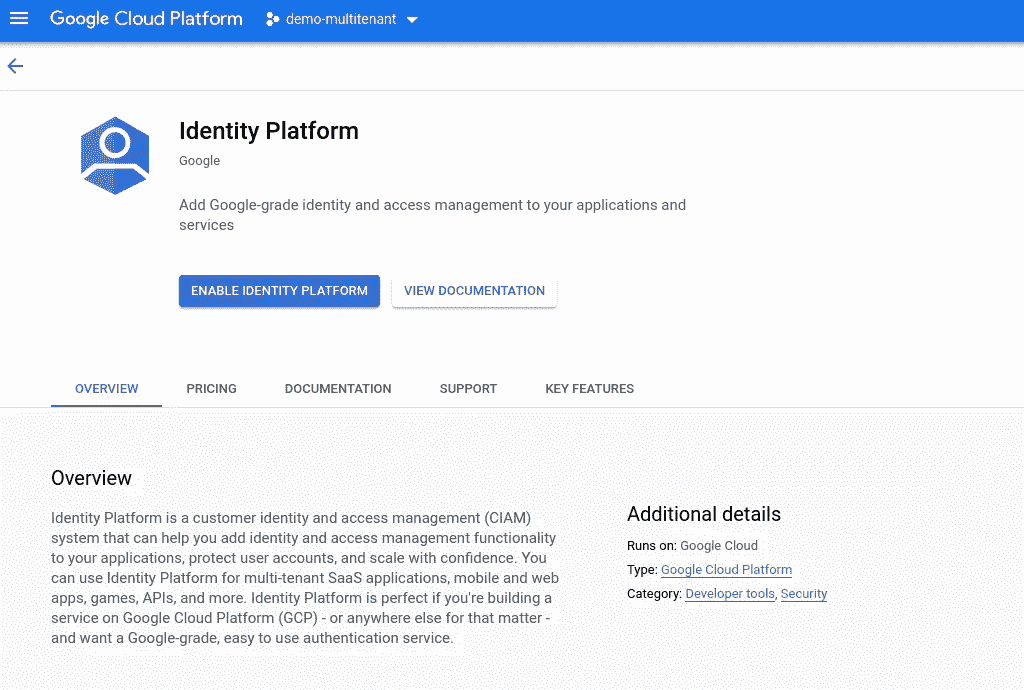 Google Cloud Platform demo-multitenant
Identity Platform
Google
Add Google-grade identity and access management to your applications and
services
ENABLE IDENTITY PLATFORM VIEW DOCUMENTATION
OVERVIEW PRICING DOCUMENTATION SUPPORT KEY FEATURES
Overview
Identity Platform is a customer identity and access management (CIAM)
system that can help you add identity and access management functionality
to your applications, protect user accounts, and scale with confidence. You
can use Identity Platform for multi-tenant SaaS applications, mobile and web
apps, games, APIs, and more. Identity Platform is perfect if you're building a
service on Google Cloud Platform (GCP) - or anywhere else for that matter -
and want a Google-grade, easy to use authentication service.
Additional details
Runs on: Google Cloud
Type: Google Cloud Platform
Category: Developer tools, Security